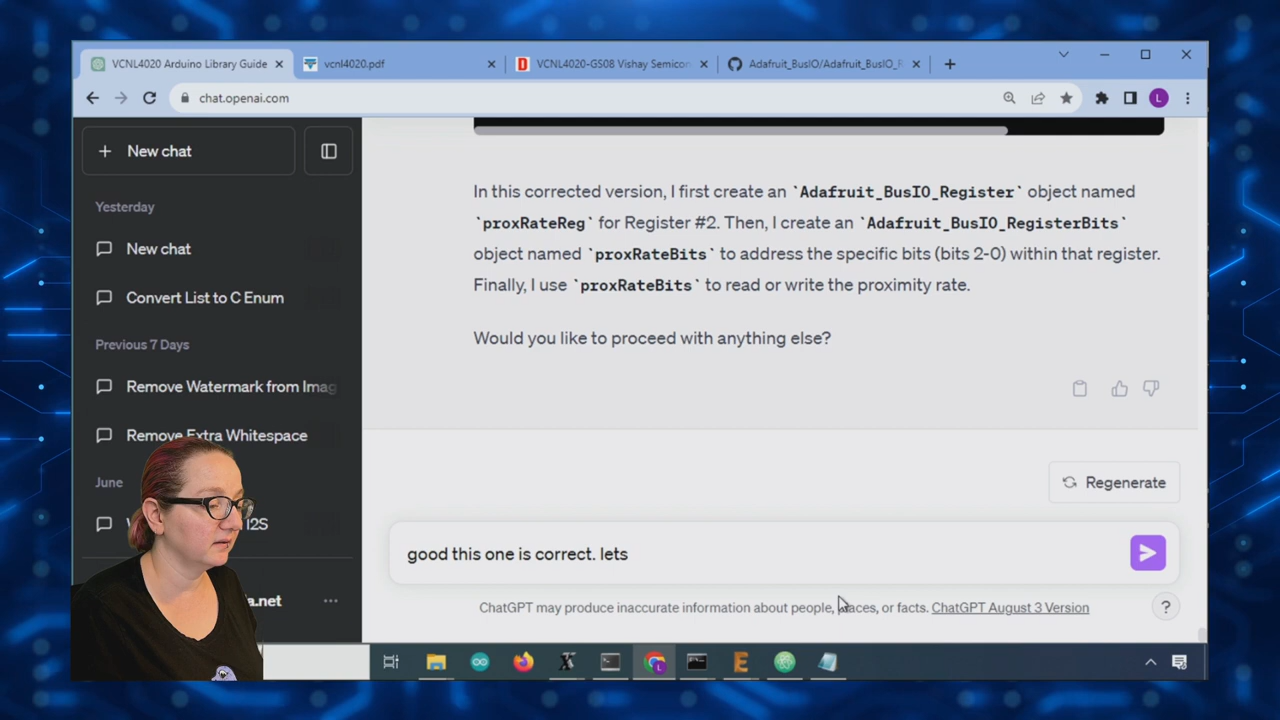 VCNL4020 Arduino Library Guide
vcnl4020.pdf
VCNL4020-GS08 Vishay Semicon
Adafruit_BusIO/Adafruit_BusIO_R
chat.openai.com
L
New chat
Yesterday
New chat
Convert List to C Enum
Previous 7 Days
Remove Watermark from Imag
Remove Extra Whitespace
June
I2S
.net
In this corrected version, I first create an `Adafruit_BusIO_Register` object named
`proxRateReg` for Register #2. Then, I create an `Adafruit_BusIO_RegisterBits`
object named `proxRateBits` to address the specific bits (bits 2-0) within that register.
Finally, I use `proxRateBits` to read or write the proximity rate.
Would you like to proceed with anything else?
Regenerate
good this one is correct. lets
ChatGPT may produce inaccurate information about people, places, or facts. ChatGPT August 3 Version
?